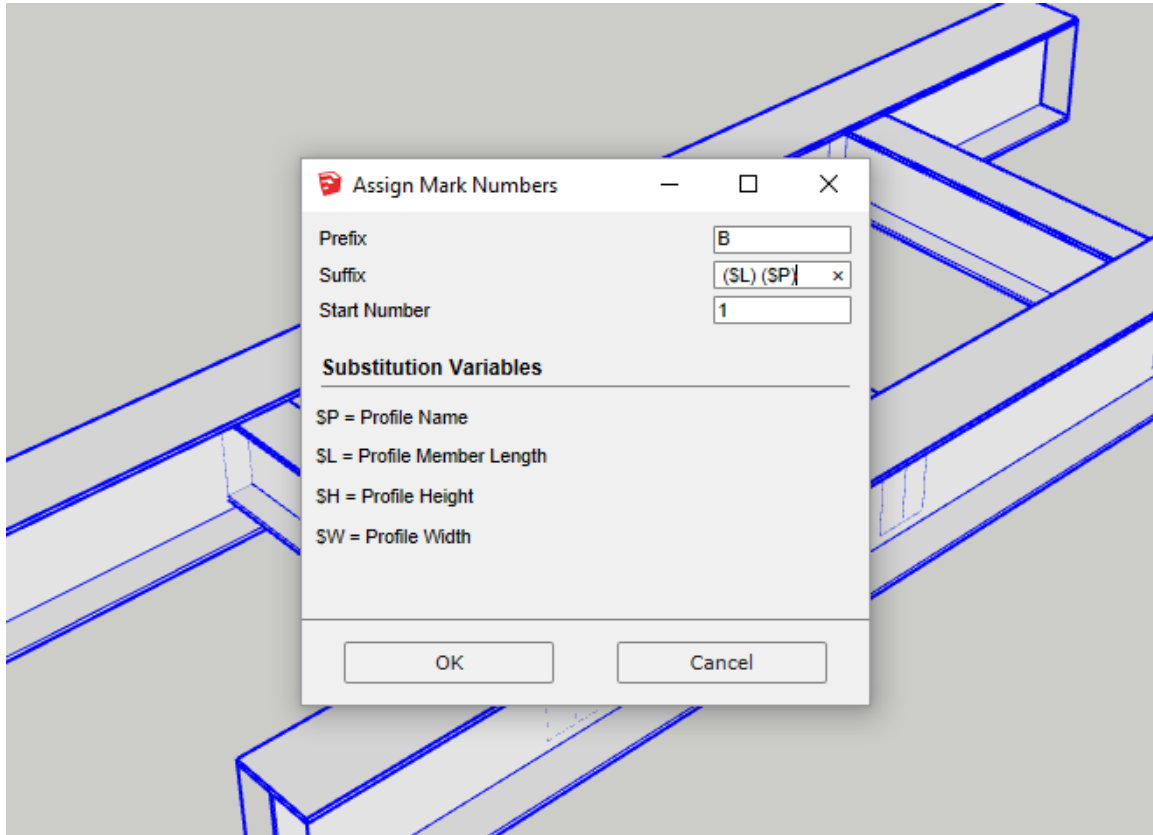 Assign Mark Numbers
Prefix B
Suffix ($L) ($P)
Start Number 1
Substitution Variables
$P = Profile Name
$L = Profile Member Length
$H = Profile Height
$W = Profile Width
OK Cancel